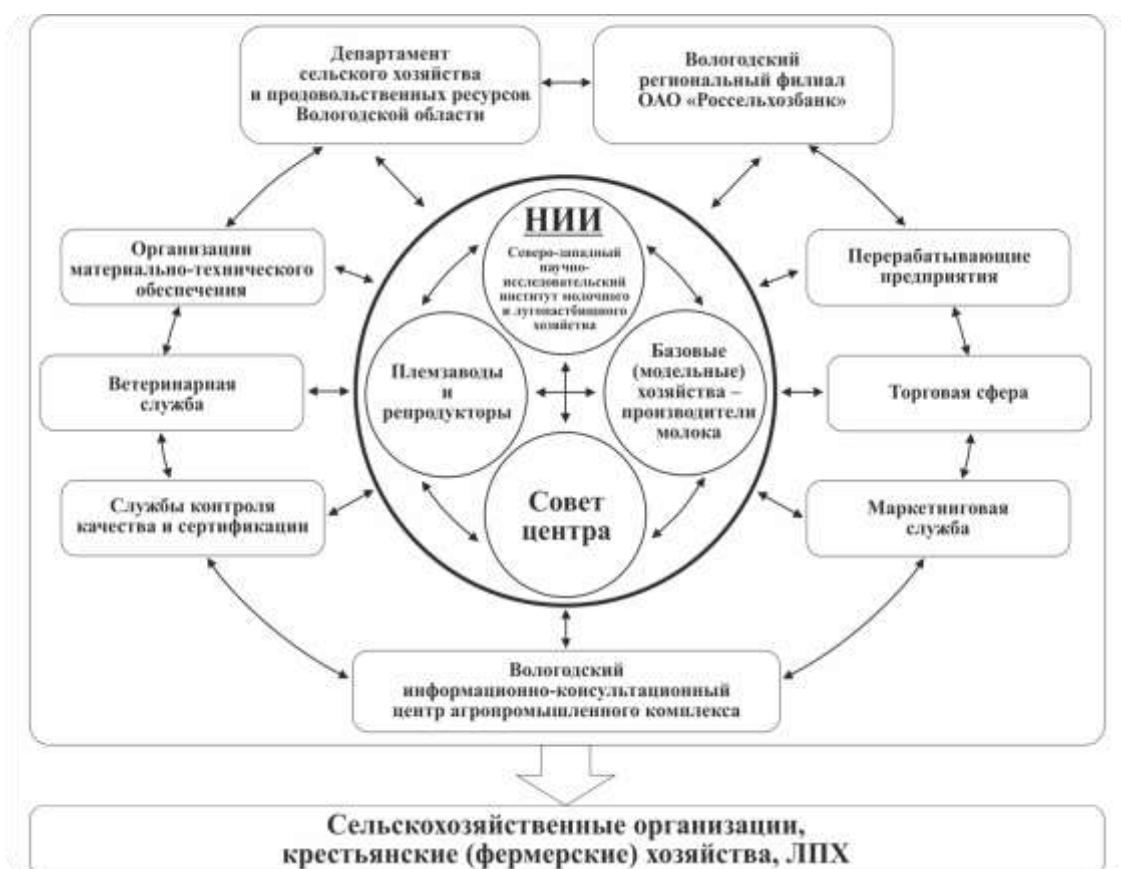 Департамент
сельского хозяйства
и продовольственных ресурсов
Вологодской области
Вологодский
региональный филиал
ОАО «Россельхозбанк»
НИИ
Северо-западный
научно-
исследовательский
институт молочного
и лугопастбищного
хозяйства
Организации
материально-технического
обеспечения
Перерабатывающие
предприятия
Племзаводы
и
репродукторы
Базовые
(модельные)
хозяйства –
производители
молока
Ветеринарная
служба
Торговая сфера
Службы контроля
качества и сертификации
Совет
центра
Маркетинговая
служба
Вологодский
информационно-консультационный
центр агропромышленного комплекса
Сельскохозяйственные организации,
крестьянские (фермерские) хозяйства, ЛПХ